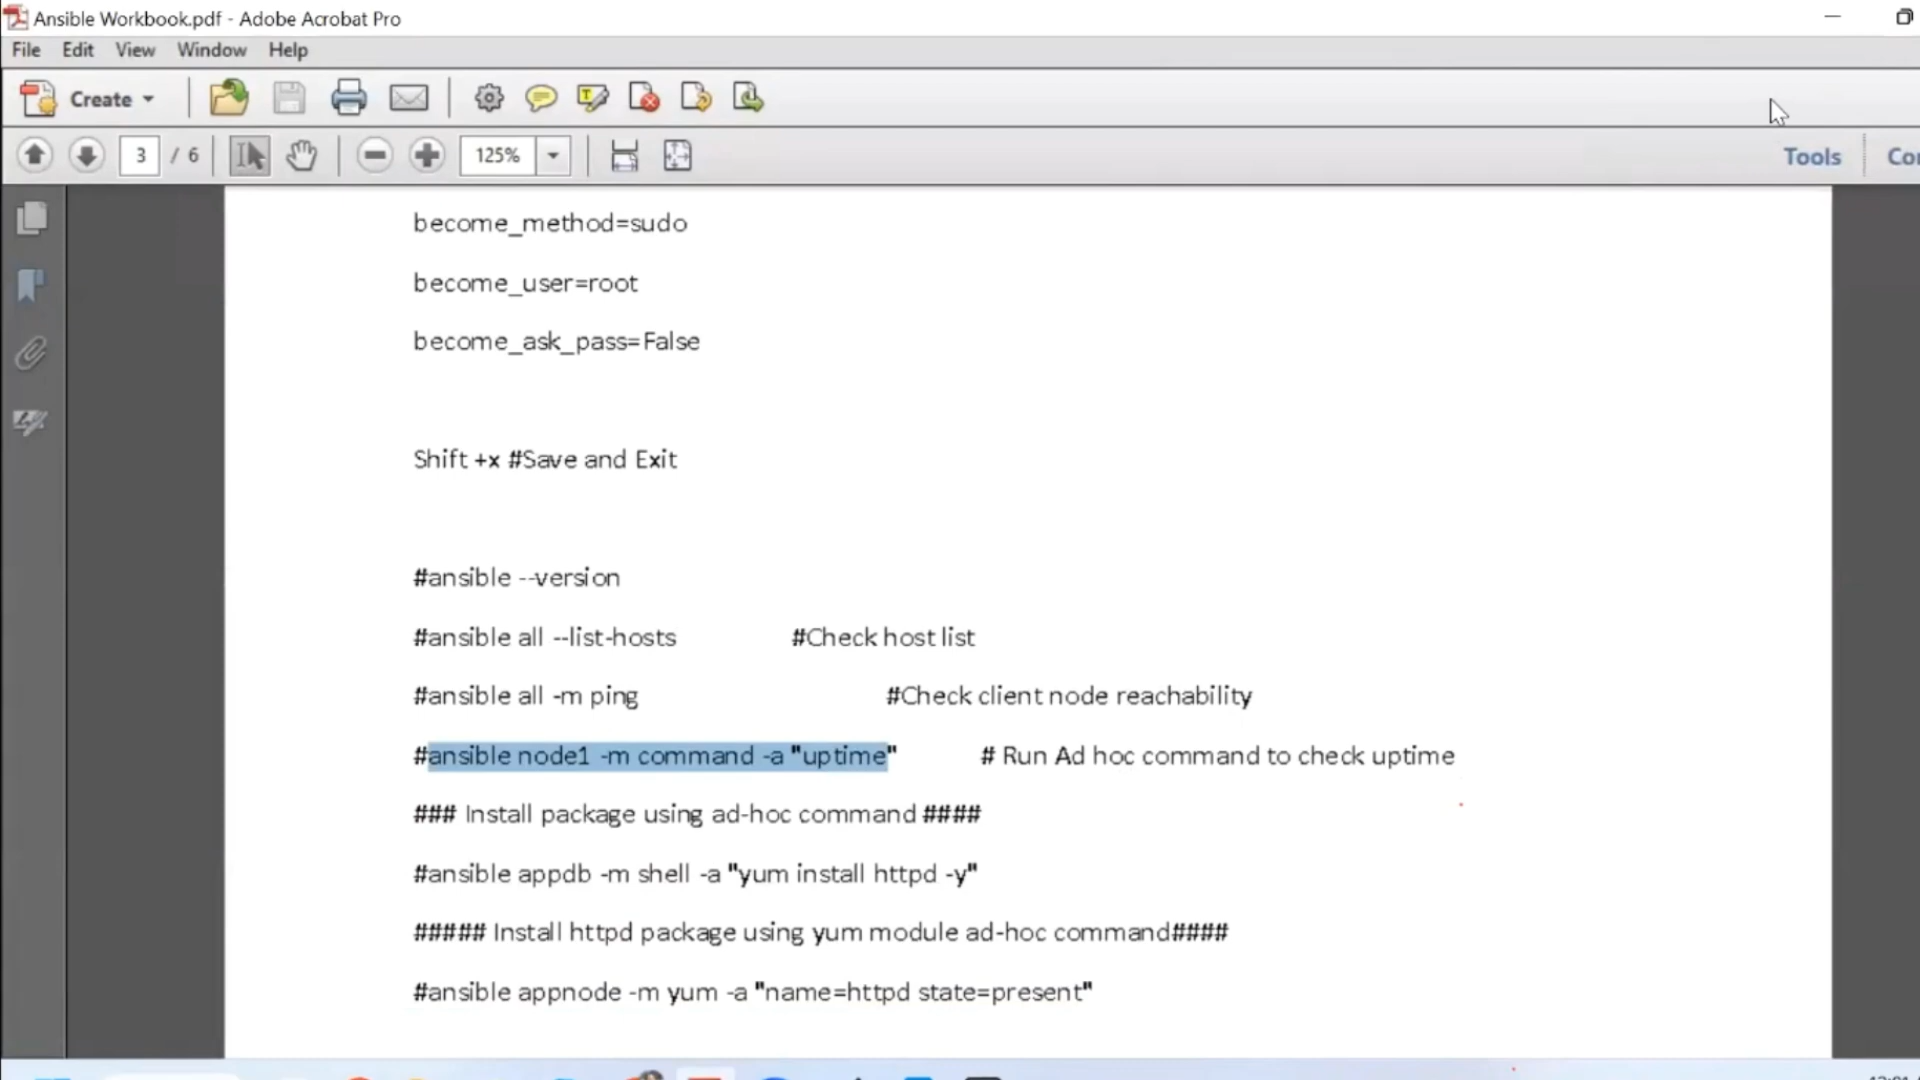 Ansible Workbook.pdf - Adobe Acrobat Pro
File Edit View Window Help
Create
3 / 6 125% Tools
become_method=sudo
become_user=root
become_ask_pass=False
Shift +x #Save and Exit
#ansible --version
#ansible all --list-hosts #Check host list
#ansible all -m ping #Check client node reachability
#ansible node1 -m command -a "uptime" # Run Ad hoc command to check uptime
### Install package using ad-hoc command ####
#ansible appdb -m shell -a "yum install httpd -y"
##### Install httpd package using yum module ad-hoc command####
#ansible appnode -m yum -a "name=httpd state=present"